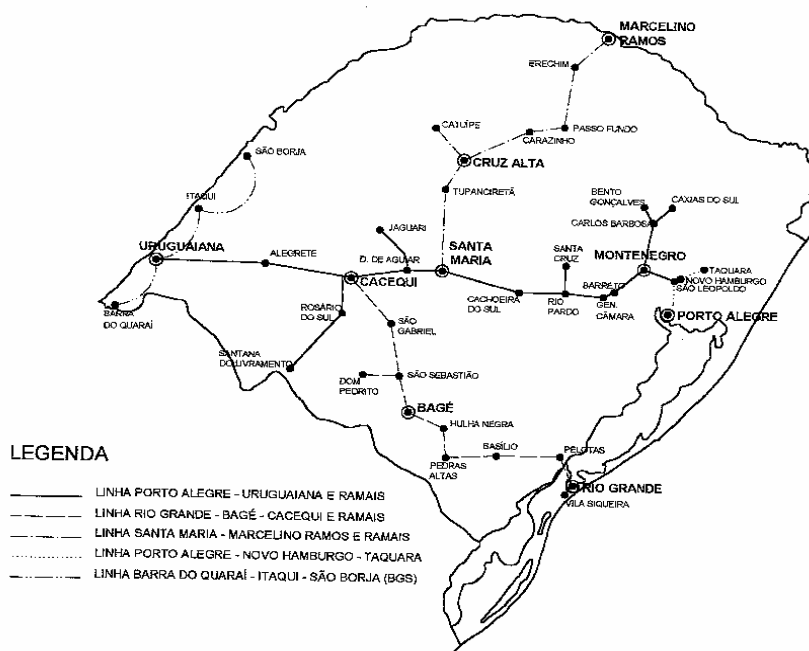 MARCELINO
RAMOS
ERECHIM
CATUÍPE
PASSO FUNDO
CARAZINHO
CRUZ ALTA
SÃO BORJA
TUPANCIRETÃ
ITAQUI
BENTO
GONÇALVES
CAXIAS DO SUL
CARLOS BARBOSA
JAGUARI
URUGUAIANA
ALEGRETE
D. DE AGUIAR
SANTA
MARIA
SANTA
CRUZ
MONTENEGRO
TAQUARA
NOVO HAMBURGO
SÃO LEOPOLDO
CACEQUI
BARRETO
CACHOEIRA
DO SUL
RIO
PARDO
GEN.
CÂMARA
PORTO ALEGRE
BARRA
DO QUARAÍ
ROSÁRIO
DO SUL
SÃO
GABRIEL
SANTANA
DO LIVRAMENTO
DOM
PEDRITO
SÃO SEBASTIÃO
BAGÉ
HULHA NEGRA
BASÍLIO
PELOTAS
PEDRAS
ALTAS
RIO GRANDE
VILA SIQUEIRA
LEGENDA
LINHA PORTO ALEGRE - URUGUAIANA E RAMAIS
LINHA RIO GRANDE - BAGÉ - CACEQUI E RAMAIS
LINHA SANTA MARIA - MARCELINO RAMOS E RAMAIS
LINHA PORTO ALEGRE - NOVO HAMBURGO - TAQUARA
LINHA BARRA DO QUARAÍ - ITAQUI - SÃO BORJA (BGS)